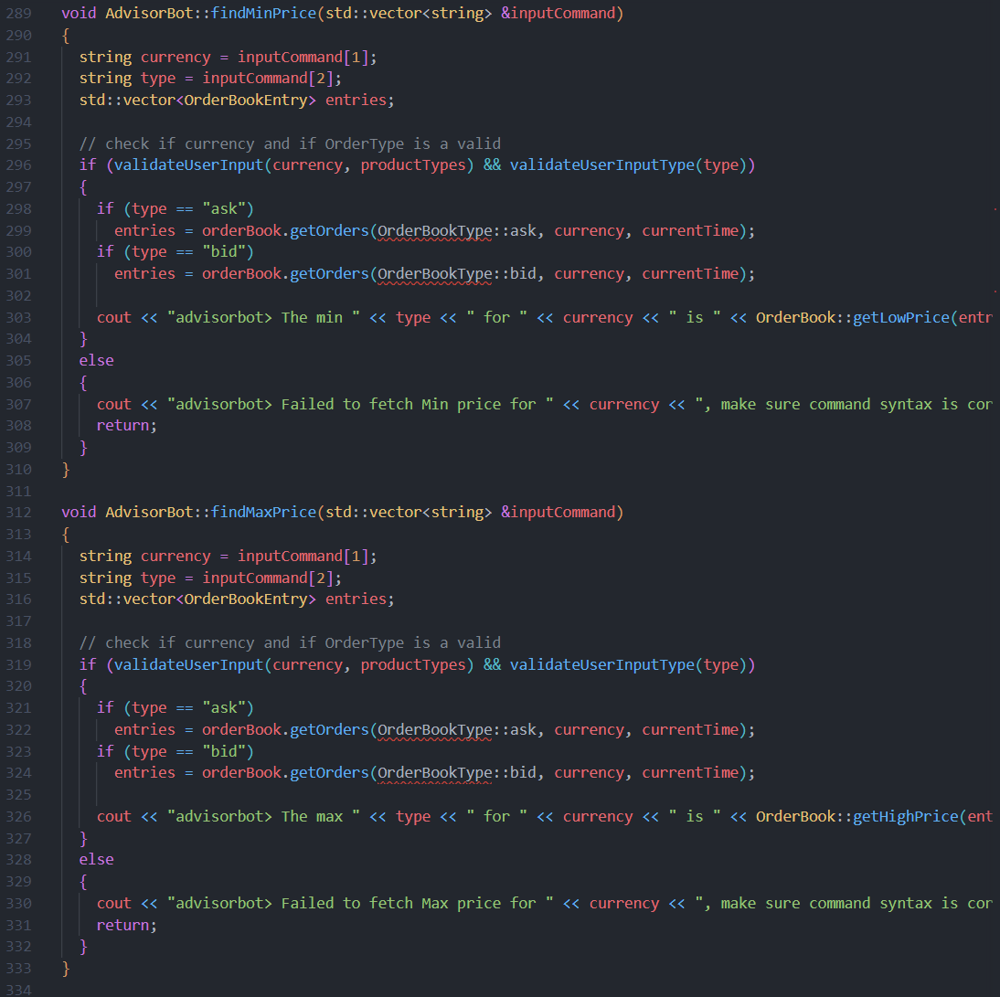 289 void AdvisorBot::findMinPrice(std::vector<string> &inputCommand)
290 {
291   string currency = inputCommand[1];
292   string type = inputCommand[2];
293   std::vector<OrderBookEntry> entries;
294
295   // check if currency and if OrderType is a valid
296   if (validateUserInput(currency, productTypes) && validateUserInputType(type))
297   {
298     if (type == "ask")
299       entries = orderBook.getOrders(OrderBookType::ask, currency, currentTime);
300     if (type == "bid")
301       entries = orderBook.getOrders(OrderBookType::bid, currency, currentTime);
302
303     cout << "advisorbot> The min " << type << " for " << currency << " is " << OrderBook::getLowPrice(entr
304   }
305   else
306   {
307     cout << "advisorbot> Failed to fetch Min price for " << currency << ", make sure command syntax is cor
308     return;
309   }
310 }
311
312 void AdvisorBot::findMaxPrice(std::vector<string> &inputCommand)
313 {
314   string currency = inputCommand[1];
315   string type = inputCommand[2];
316   std::vector<OrderBookEntry> entries;
317
318   // check if currency and if OrderType is a valid
319   if (validateUserInput(currency, productTypes) && validateUserInputType(type))
320   {
321     if (type == "ask")
322       entries = orderBook.getOrders(OrderBookType::ask, currency, currentTime);
323     if (type == "bid")
324       entries = orderBook.getOrders(OrderBookType::bid, currency, currentTime);
325
326     cout << "advisorbot> The max " << type << " for " << currency << " is " << OrderBook::getHighPrice(ent
327   }
328   else
329   {
330     cout << "advisorbot> Failed to fetch Max price for " << currency << ", make sure command syntax is cor
331     return;
332   }
333 }
334